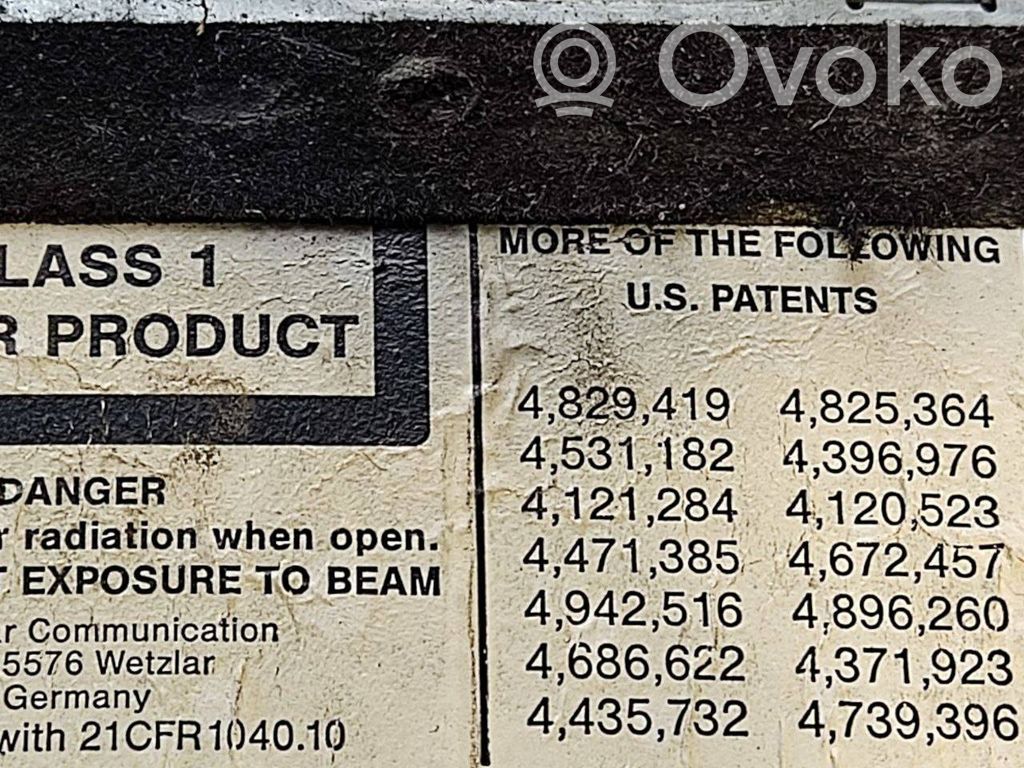 Ovoko
LASS 1
R PRODUCT
DANGER
r radiation when open.
T EXPOSURE TO BEAM
ar Communication
5576 Wetzlar
Germany
with 21CFR1040.10
MORE OF THE FOLLOWING
U.S. PATENTS
4,829,419 4,825,364
4,531,182 4,396,976
4,121,284 4,120,523
4,471,385 4,672,457
4,942,516 4,896,260
4,686,622 4,371,923
4,435,732 4,739,396